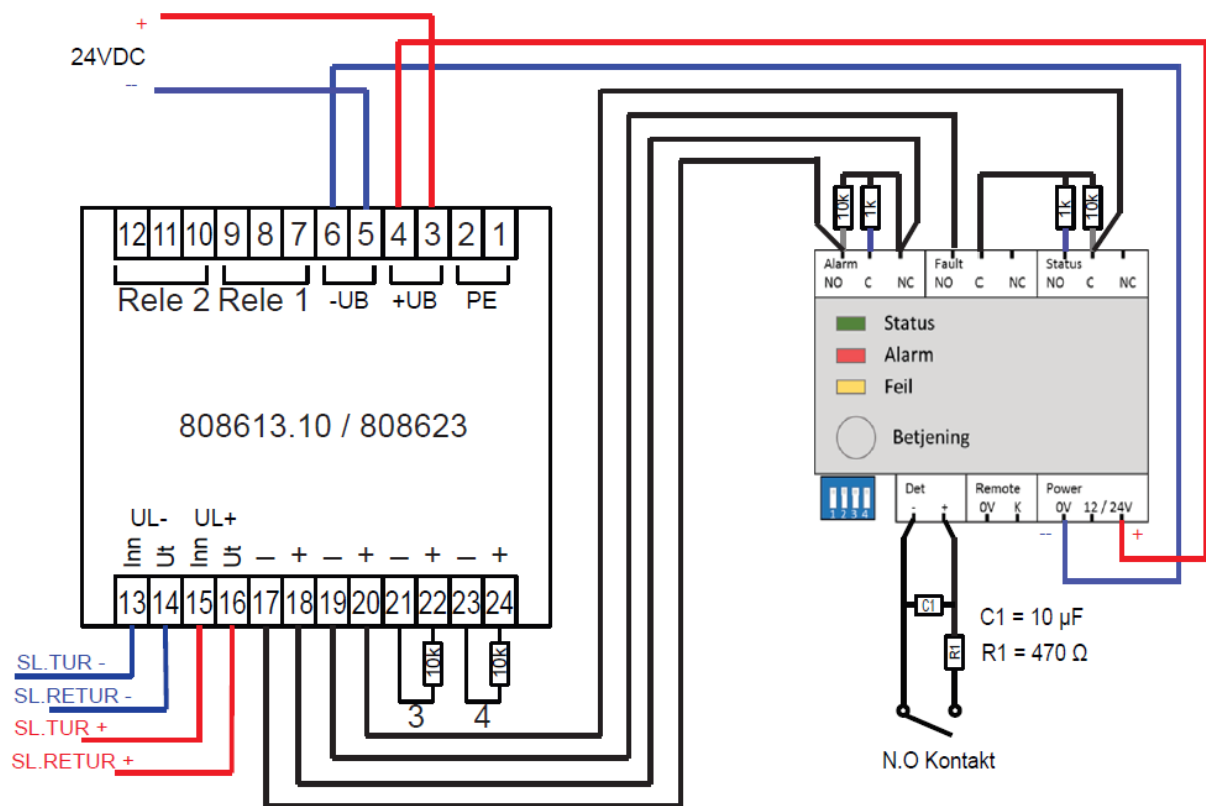 +
24VDC
--
12 11 10 9 8 7 6 5 4 3 2 1
Rele 2 Rele 1 -UB +UB PE
808613.10 / 808623
UL- UL+
Inn Ut Inn Ut – + – + – + – +
13 14 15 16 17 18 19 20 21 22 23 24
10k 10k
3 4
SL.TUR -
SL.RETUR -
SL.TUR +
SL.RETUR +
10k 1k 1k 10k
Alarm Fault Status
NO C NC NO C NC NO C NC
Status
Alarm
Feil
Betjening
1 2 3 4
Det Remote Power
- + 0V K 0V 12 / 24V
-- +
C1
R1
C1 = 10 µF
R1 = 470 Ω
N.O Kontakt